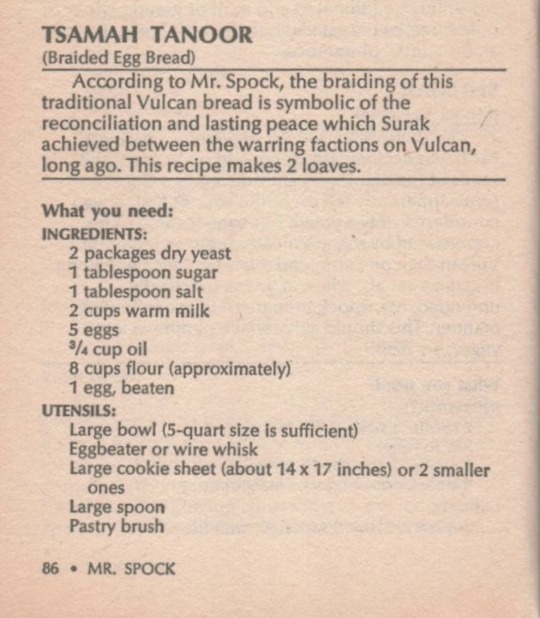 TSAMAH TANOOR
(Braided Egg Bread)
According to Mr. Spock, the braiding of this
traditional Vulcan bread is symbolic of the
reconciliation and lasting peace which Surak
achieved between the warring factions on Vulcan,
long ago. This recipe makes 2 loaves.
What you need:
INGREDIENTS:
2 packages dry yeast
1 tablespoon sugar
1 tablespoon salt
2 cups warm milk
5 eggs
¾ cup oil
8 cups flour (approximately)
1 egg, beaten
UTENSILS:
Large bowl (5-quart size is sufficient)
Eggbeater or wire whisk
Large cookie sheet (about 14 x 17 inches) or 2 smaller
ones
Large spoon
Pastry brush
86 • MR. SPOCK